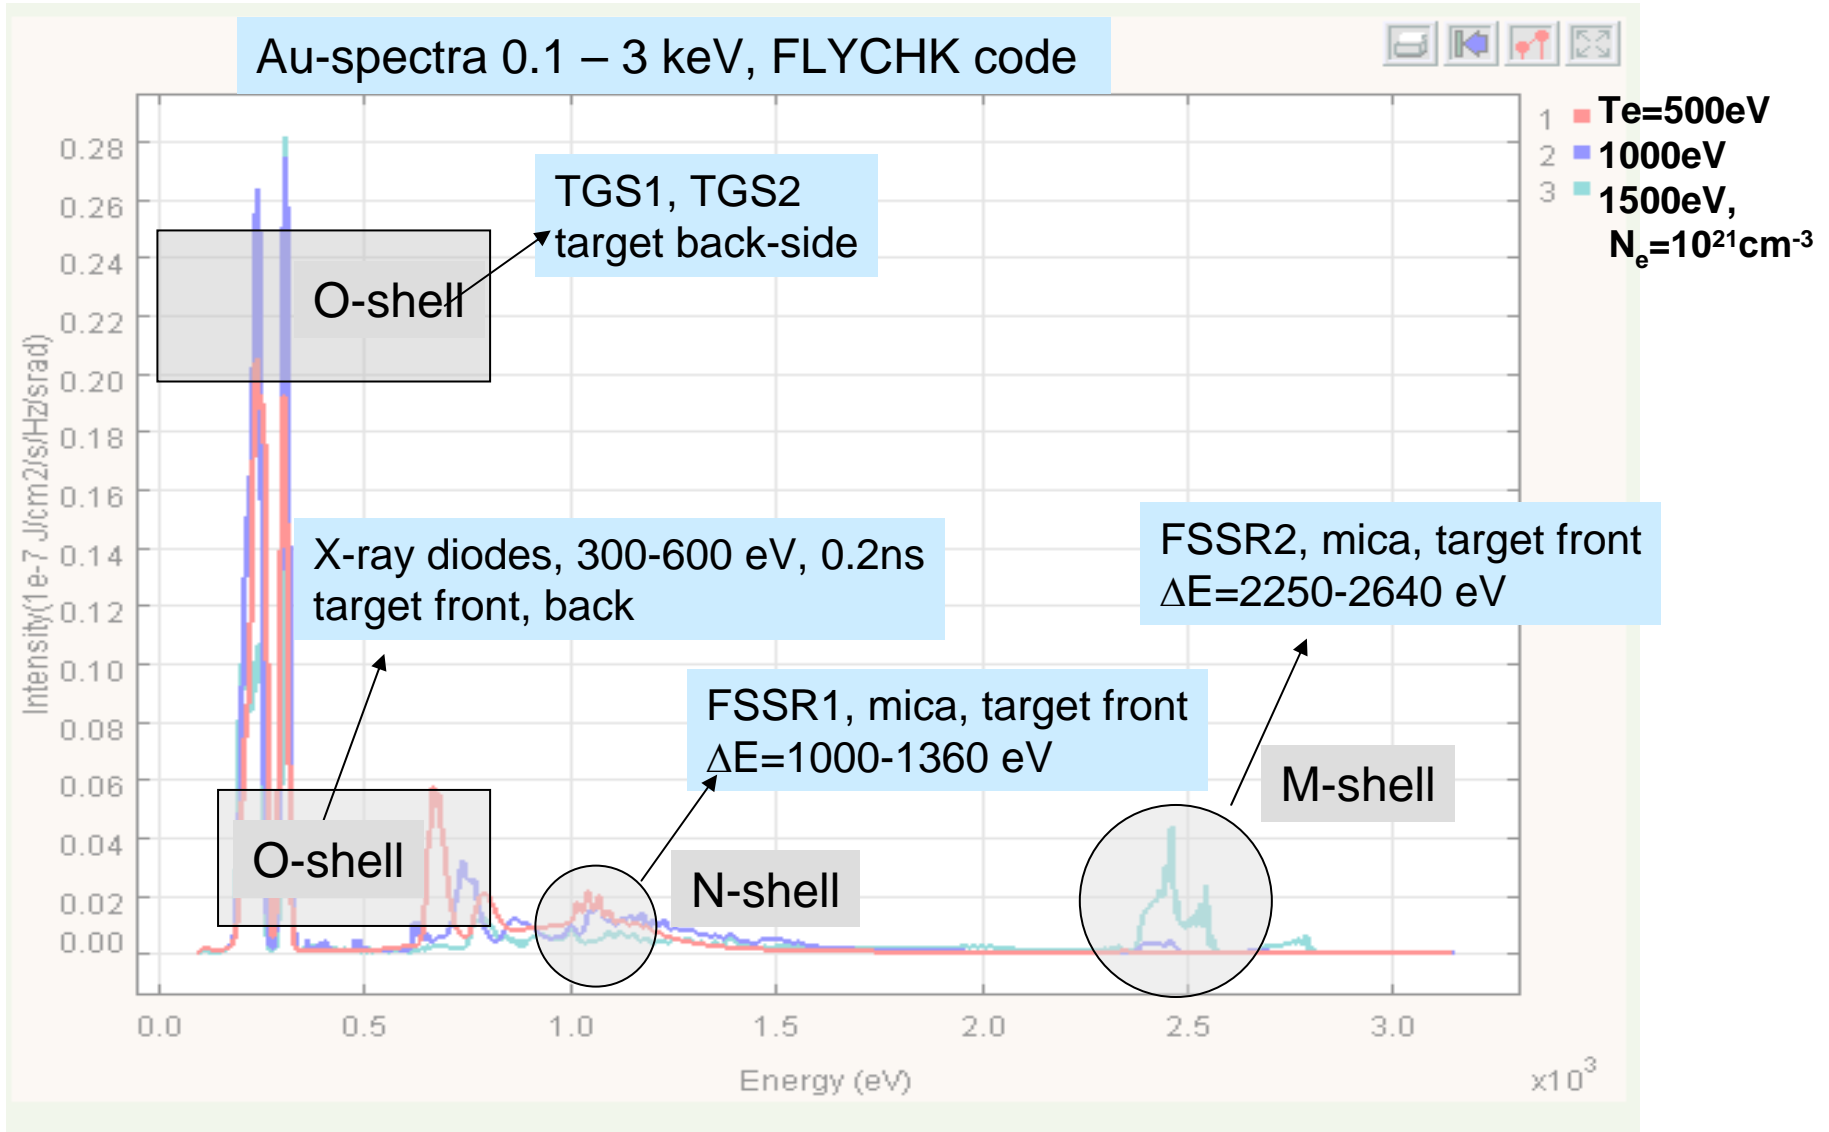 Au-spectra 0.1 – 3 keV, FLYCHK code
1 Te=500eV
2 1000eV
3 1500eV,
Nₑ=10²¹cm⁻³
TGS1, TGS2
target back-side
O-shell
X-ray diodes, 300-600 eV, 0.2ns
target front, back
FSSR2, mica, target front
ΔE=2250-2640 eV
FSSR1, mica, target front
ΔE=1000-1360 eV
M-shell
O-shell
N-shell
Intensity(1e-7 J/cm2/s/Hz/srad)
0.28
0.26
0.24
0.22
0.20
0.18
0.16
0.14
0.12
0.10
0.08
0.06
0.04
0.02
0.00
0.0 0.5 1.0 1.5 2.0 2.5 3.0
Energy (eV)
x10³